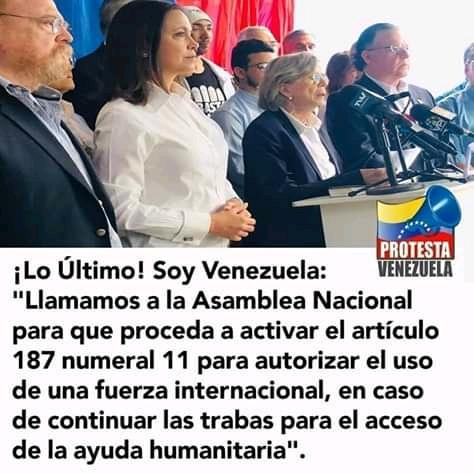 PROTESTA
VENEZUELA
¡Lo Último! Soy Venezuela:
"Llamamos a la Asamblea Nacional
para que proceda a activar el artículo
187 numeral 11 para autorizar el uso
de una fuerza internacional, en caso
de continuar las trabas para el acceso
de la ayuda humanitaria".